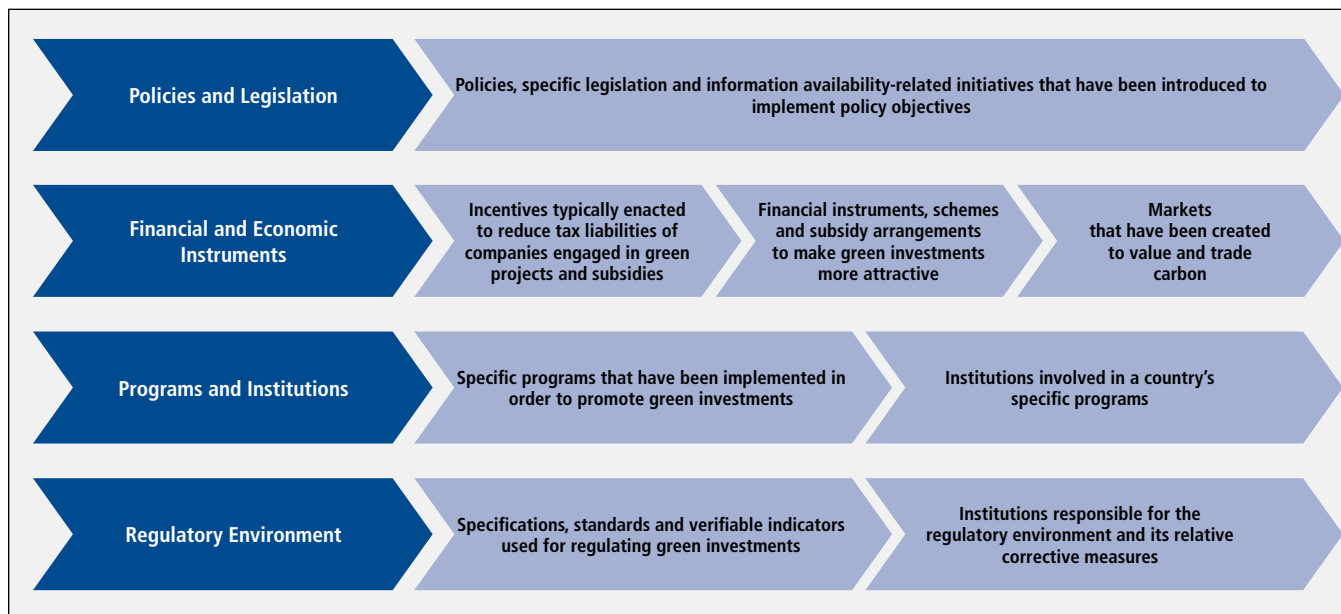 Policies and Legislation
Policies, specific legislation and information availability-related initiatives that have been introduced to
implement policy objectives
Financial and Economic
Instruments
Incentives typically enacted
to reduce tax liabilities of
companies engaged in green
projects and subsidies
Financial instruments, schemes
and subsidy arrangements
to make green investments
more attractive
Markets
that have been created
to value and trade
carbon
Programs and Institutions
Specific programs that have been implemented in
order to promote green investments
Institutions involved in a country's
specific programs
Regulatory Environment
Specifications, standards and verifiable indicators
used for regulating green investments
Institutions responsible for the
regulatory environment and its relative
corrective measures